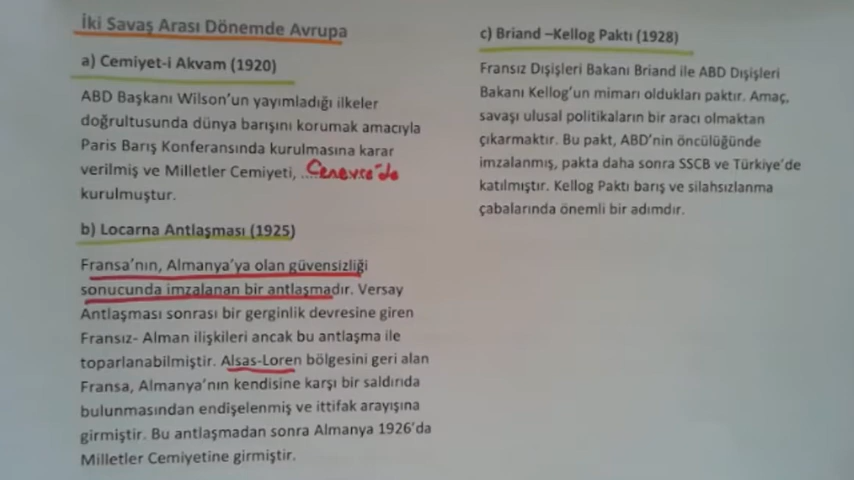 İki Savaş Arası Dönemde Avrupa
a) Cemiyet-i Akvam (1920)
ABD Başkanı Wilson'un yayımladığı ilkeler
doğrultusunda dünya barışını korumak amacıyla
Paris Barış Konferansında kurulmasına karar
verilmiş ve Milletler Cemiyeti, ....Cenevre'de
kurulmuştur.
b) Locarna Antlaşması (1925)
Fransa'nın, Almanya'ya olan güvensizliği
sonucunda imzalanan bir antlaşmadır. Versay
Antlaşması sonrası bir gerginlik devresine giren
Fransız- Alman ilişkileri ancak bu antlaşma ile
toparlanabilmiştir. Alsas-Loren bölgesini geri alan
Fransa, Almanya'nın kendisine karşı bir saldırıda
bulunmasından endişelenmiş ve ittifak arayışına
girmiştir. Bu antlaşmadan sonra Almanya 1926'da
Milletler Cemiyetine girmiştir.
c) Briand –Kellog Paktı (1928)
Fransız Dışişleri Bakanı Briand ile ABD Dışişleri
Bakanı Kellog'un mimarı oldukları paktır. Amaç,
savaşı ulusal politikaların bir aracı olmaktan
çıkarmaktır. Bu pakt, ABD'nin öncülüğünde
imzalanmış, pakta daha sonra SSCB ve Türkiye'de
katılmıştır. Kellog Paktı barış ve silahsızlanma
çabalarında önemli bir adımdır.